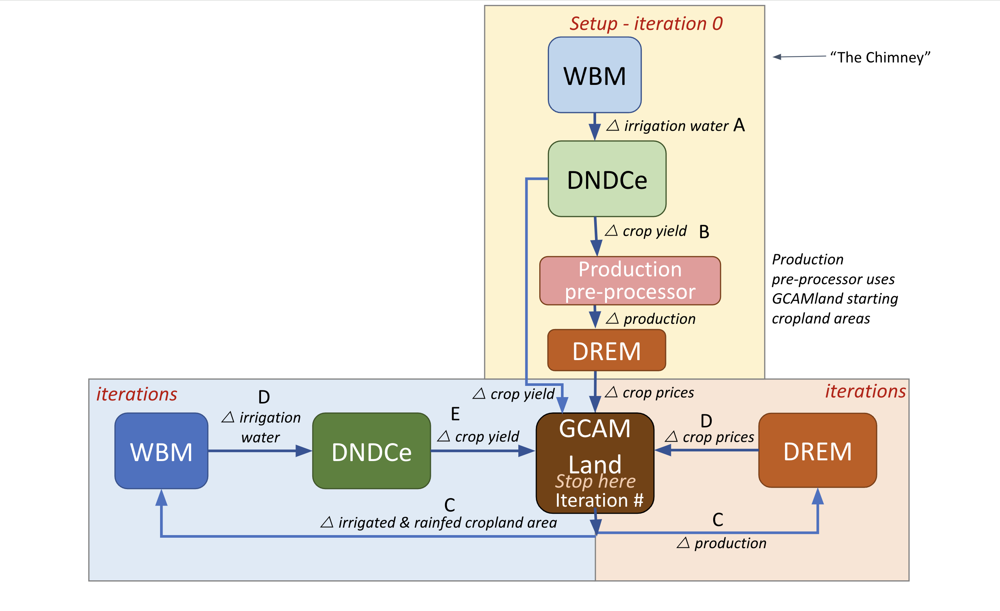 Setup - iteration 0
WBM
“The Chimney”
△ irrigation water A
DNDCe
△ crop yield B
Production
pre-processor
Production
pre-processor uses
GCAMland starting
cropland areas
△ production
DREM
iterations
△ crop yield
△ crop prices
iterations
D
△ irrigation
water
E
△ crop yield
D
△ crop prices
WBM
DNDCe
GCAM
Land
Stop here
Iteration #
DREM
C
△ irrigated & rainfed cropland area
C
△ production